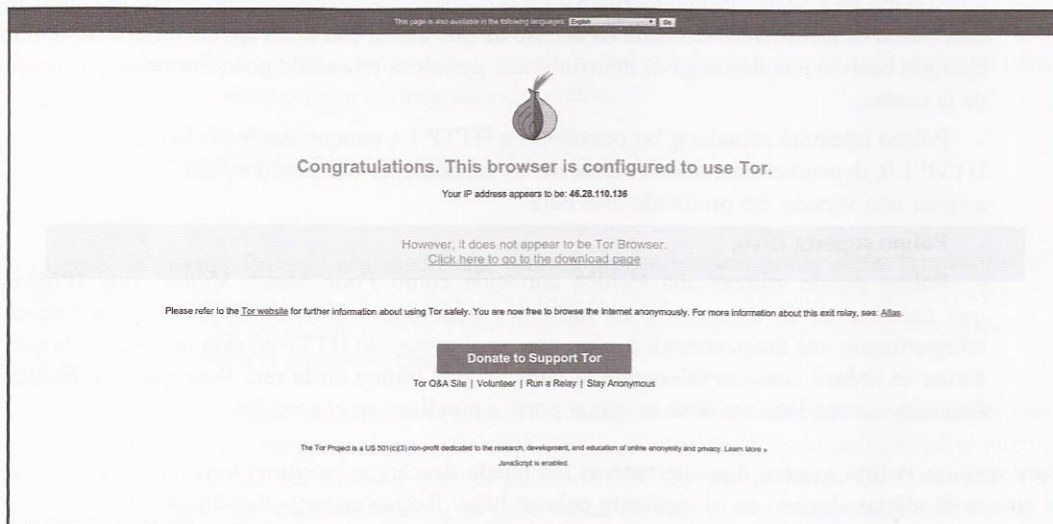 This page is also available in the following languages: English Go
Congratulations. This browser is configured to use Tor.
Your IP address appears to be: 46.28.110.136
However, it does not appear to be Tor Browser.
Click here to go to the download page
Please refer to the Tor website for further information about using Tor safely. You are now free to browse the Internet anonymously. For more information about this exit relay, see: Atlas.
Donate to Support Tor
Tor Q&A Site | Volunteer | Run a Relay | Stay Anonymous
The Tor Project is a US 501(c)(3) non-profit dedicated to the research, development, and education of online anonymity and privacy. Learn More »
JavaScript is enabled.